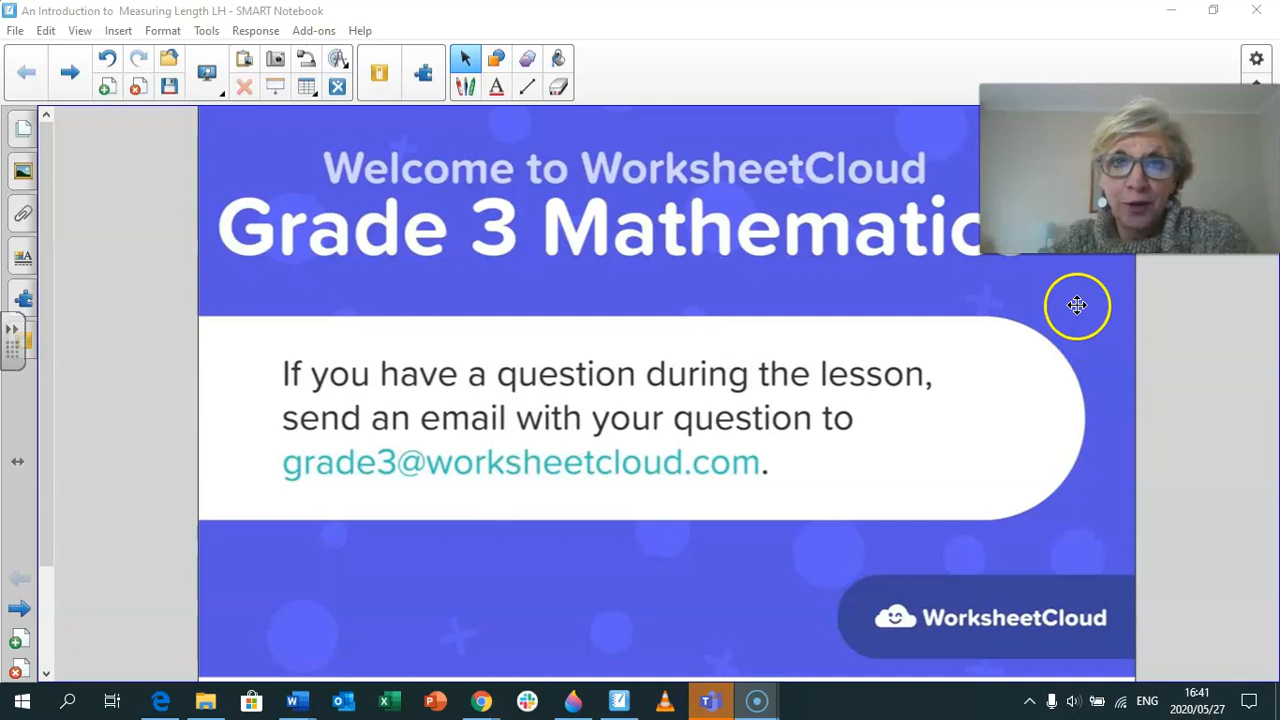 An Introduction to Measuring Length LH - SMART Notebook
File Edit View Insert Format Tools Response Add-ons Help
Welcome to WorksheetCloud
Grade 3 Mathematic
If you have a question during the lesson,
send an email with your question to
grade3@worksheetcloud.com.
WorksheetCloud
ENG
16:41
2020/05/27